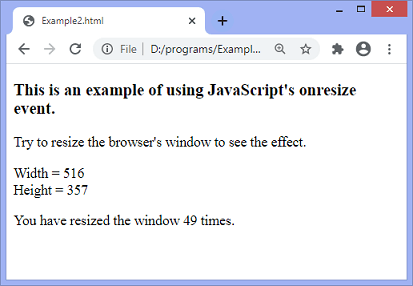 Example2.html
File
D:/programs/Exampl...
This is an example of using JavaScript's onresize
event.
Try to resize the browser's window to see the effect.
Width = 516
Height = 357
You have resized the window 49 times.